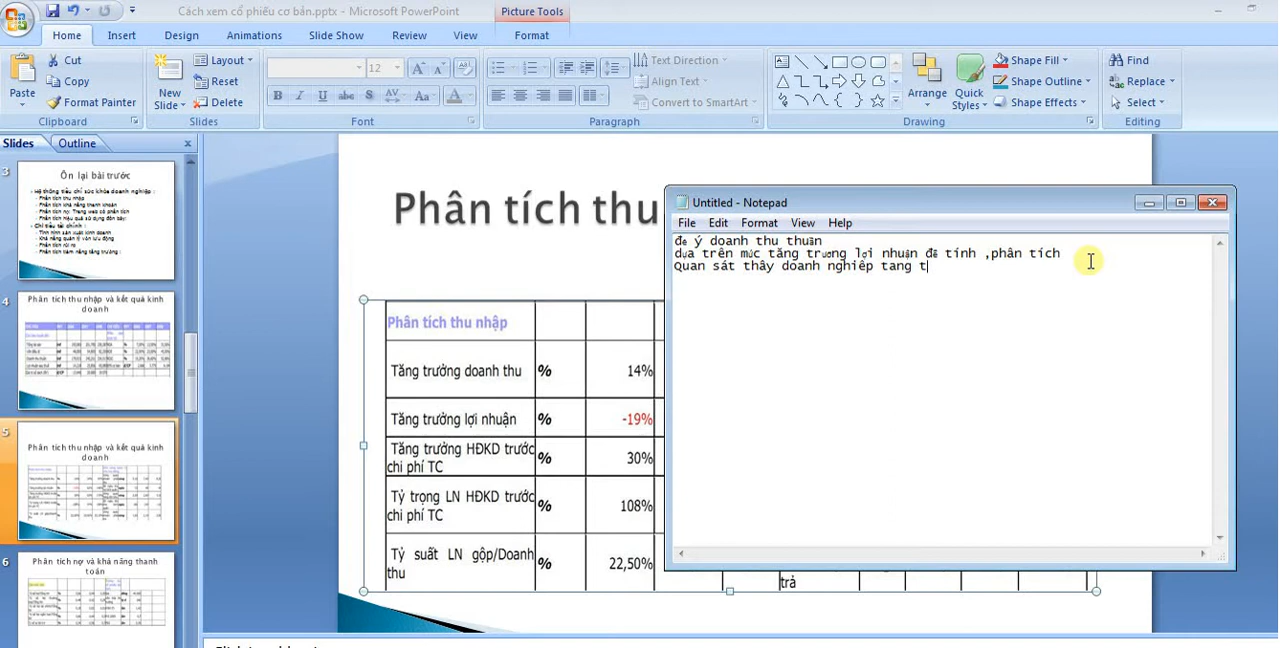 Cách xem cổ phiếu cơ bản.pptx - Microsoft PowerPoint
Picture Tools
Home
Insert
Design
Animations
Slide Show
Review
View
Format
Paste
Cut
Copy
Format Painter
Clipboard
New Slide
Layout
Reset
Delete
Slides
12
Font
Text Direction
Align Text
Convert to SmartArt
Paragraph
Arrange
Quick Styles
Shape Fill
Shape Outline
Shape Effects
Drawing
Find
Replace
Select
Editing
Slides
Outline
3
Ôn lại bài trước
4
Phân tích thu nhập và kết quả kinh doanh
5
Phân tích thu nhập và kết quả kinh doanh
6
Phân tích nợ và khả năng thanh toán
Phân tích thu
Phân tích thu nhập
Tăng trưởng doanh thu % 14%
Tăng trưởng lợi nhuận % -19%
Tăng trưởng HĐKD trước chi phí TC % 30%
Tỷ trọng LN HĐKD trước chi phí TC % 108%
Tỷ suất LN gộp/Doanh thu % 22,50%
trả
Untitled - Notepad
File Edit Format View Help
để ý doanh thu thuần
dựa trên mức tăng trương lợi nhuận để tính ,phân tích
Quan sát thấy doanh nghiêp tang t